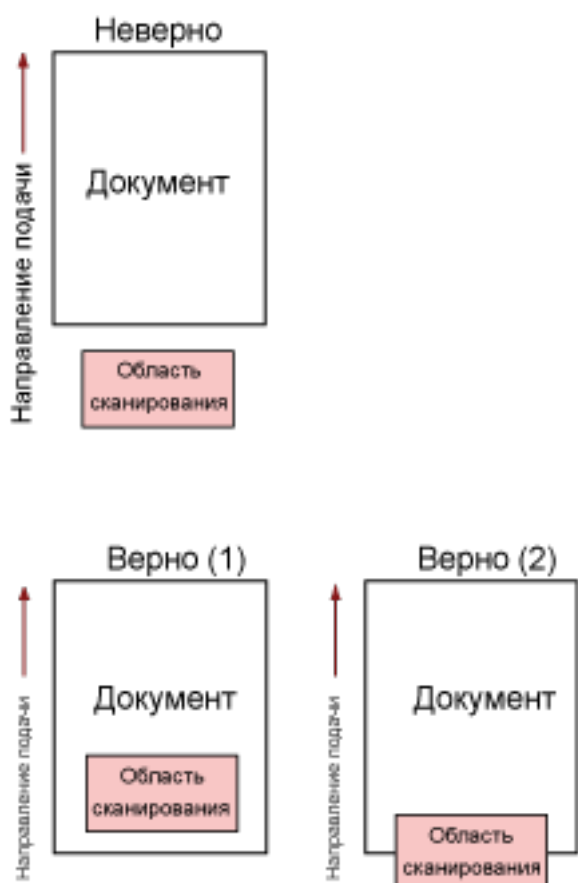 Неверно
Направление подачи
Документ
Область
сканирования
Верно (1)
Направление подачи
Документ
Область
сканирования
Верно (2)
Направление подачи
Документ
Область
сканирования